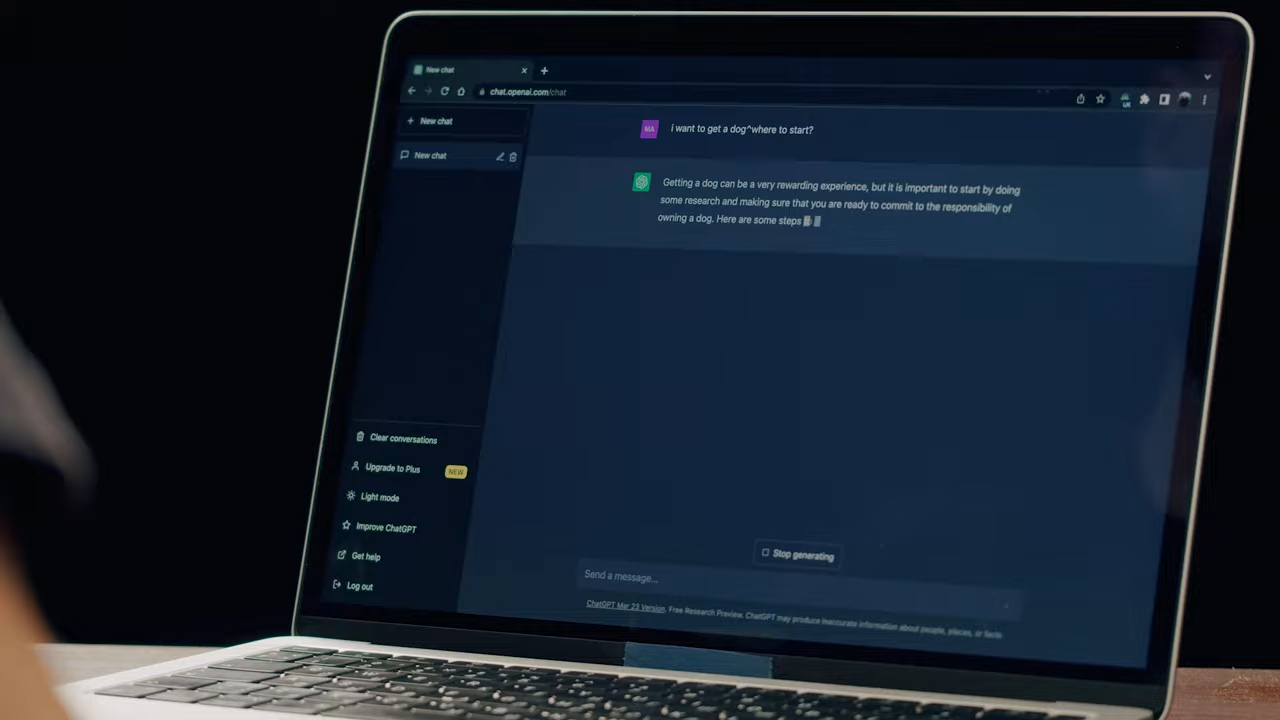 New chat
chat.openai.com/chat
UK
New chat
New chat
MA
i want to get a dog^where to start?
Getting a dog can be a very rewarding experience, but it is important to start by doing
some research and making sure that you are ready to commit to the responsibility of
owning a dog. Here are some steps
Clear conversations
Upgrade to Plus NEW
Light mode
Improve ChatGPT
Get help
Log out
Stop generating
Send a message...
ChatGPT Mar 23 Version. Free Research Preview. ChatGPT may produce inaccurate information about people, places, or facts